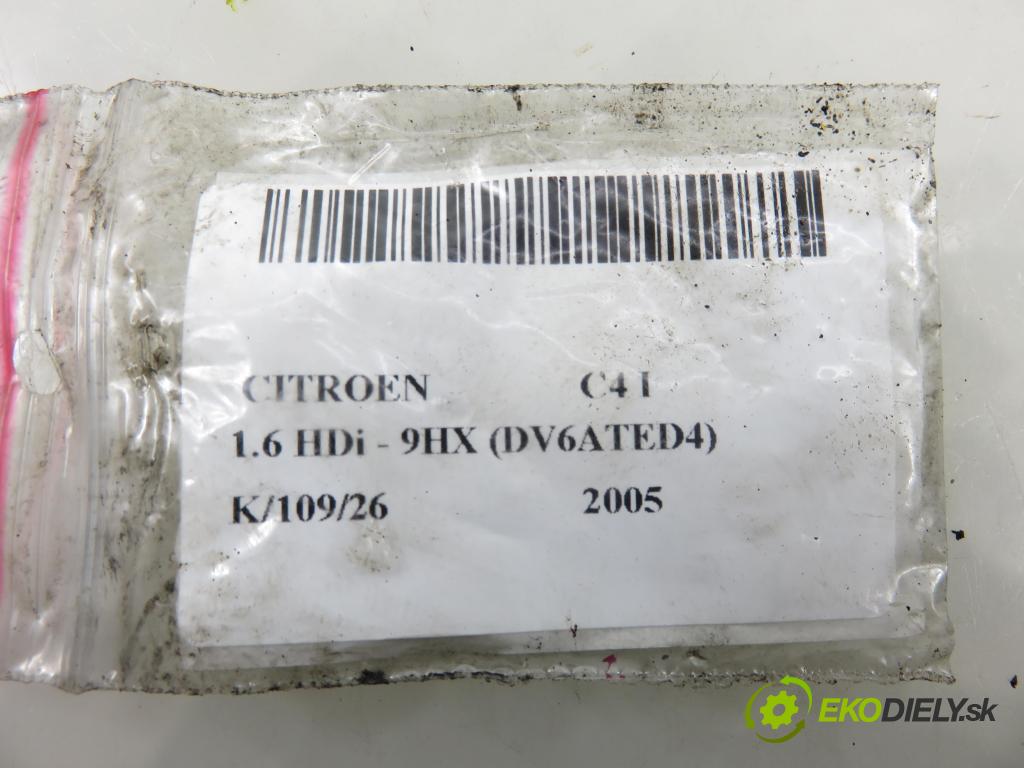 CITROEN C4 I
1.6 HDi - 9HX (DV6ATED4)
K/109/26 2005
EKODIELY.sk